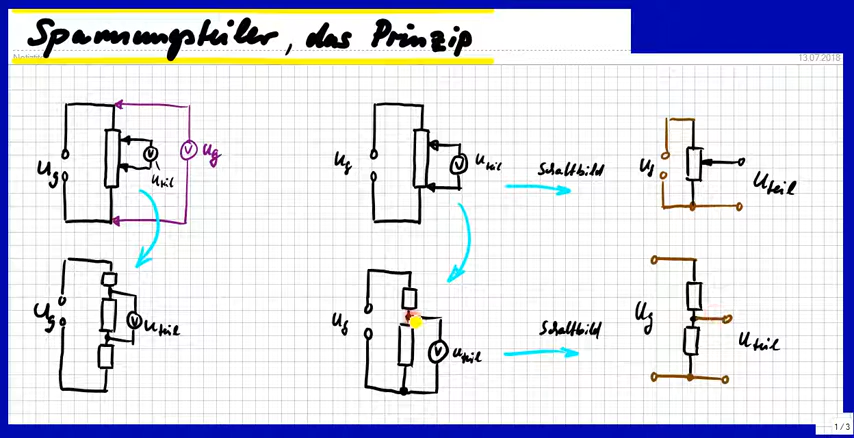 Spannungsteiler, das Prinzip
13.07.2018
Ug
V
Uteil
V
Ug
Ug
V
Uteil
Schaltbild
Ug
Uteil
Ug
V
Uteil
Ug
V
Uteil
Schaltbild
Ug
Uteil
1 / 3